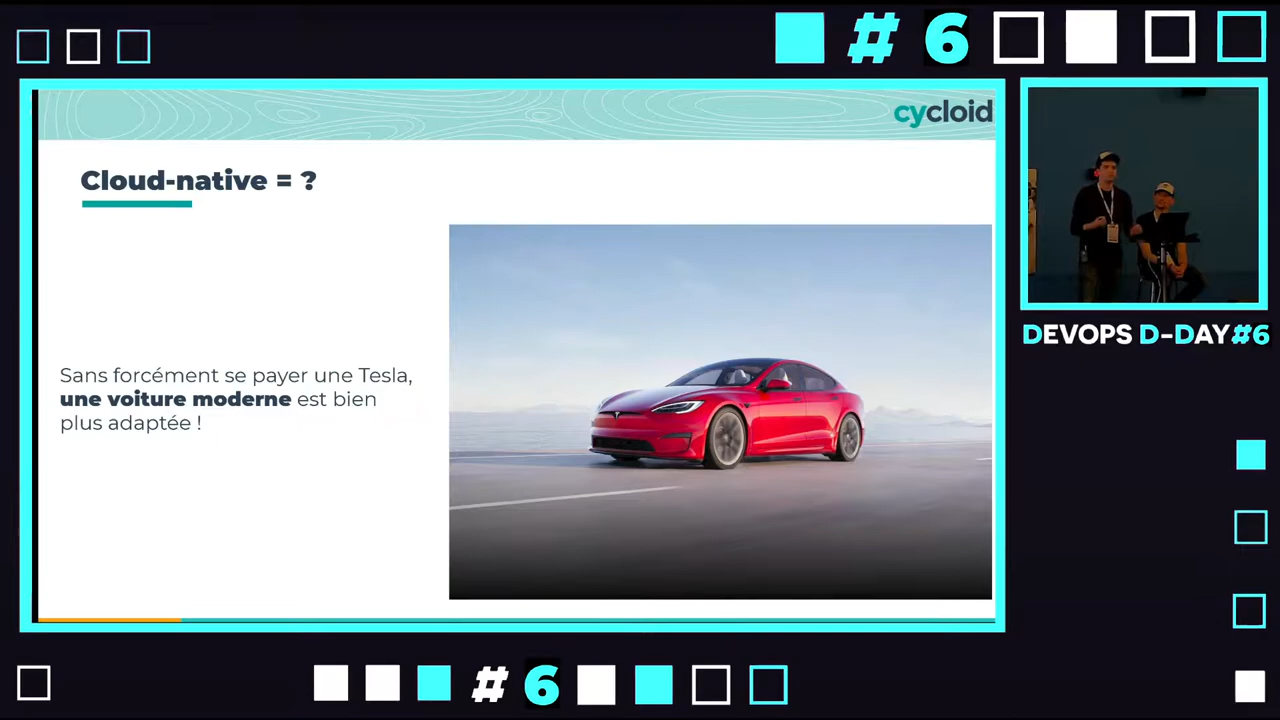 # 6
cycloid
Cloud-native = ?
Sans forcément se payer une Tesla,
une voiture moderne est bien
plus adaptée !
DEVOPS D-DAY#6
# 6